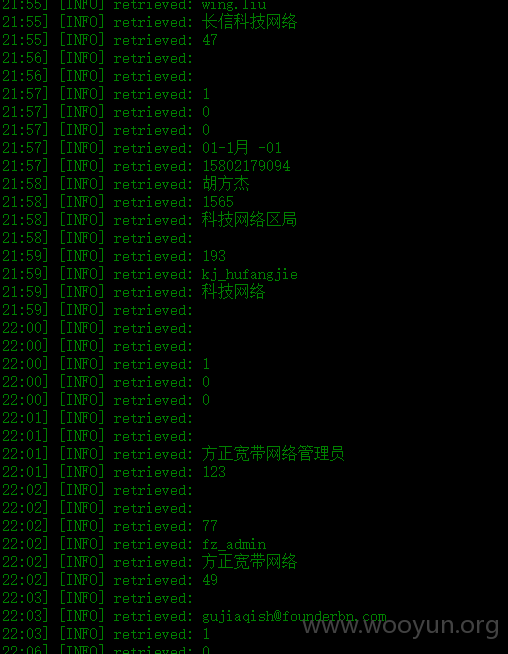 21:55] [INFO] retrieved: wing.liu
21:55] [INFO] retrieved: 长信科技网络
21:55] [INFO] retrieved: 47
21:56] [INFO] retrieved:
21:56] [INFO] retrieved:
21:57] [INFO] retrieved: 1
21:57] [INFO] retrieved: 0
21:57] [INFO] retrieved: 0
21:57] [INFO] retrieved: 01-1月 -01
21:57] [INFO] retrieved: 15802179094
21:58] [INFO] retrieved: 胡方杰
21:58] [INFO] retrieved: 1565
21:58] [INFO] retrieved: 科技网络区局
21:58] [INFO] retrieved:
21:59] [INFO] retrieved: 193
21:59] [INFO] retrieved: kj_hufangjie
21:59] [INFO] retrieved: 科技网络
21:59] [INFO] retrieved:
22:00] [INFO] retrieved:
22:00] [INFO] retrieved:
22:00] [INFO] retrieved: 1
22:00] [INFO] retrieved: 0
22:00] [INFO] retrieved: 0
22:01] [INFO] retrieved:
22:01] [INFO] retrieved:
22:01] [INFO] retrieved: 方正宽带网络管理员
22:01] [INFO] retrieved: 123
22:02] [INFO] retrieved:
22:02] [INFO] retrieved:
22:02] [INFO] retrieved: 77
22:02] [INFO] retrieved: fz_admin
22:02] [INFO] retrieved: 方正宽带网络
22:02] [INFO] retrieved: 49
22:03] [INFO] retrieved:
22:03] [INFO] retrieved: gujiaqish@founderbn.com
22:03] [INFO] retrieved: 1
22:06] [INFO] retrieved: 0
www.wooyun.org